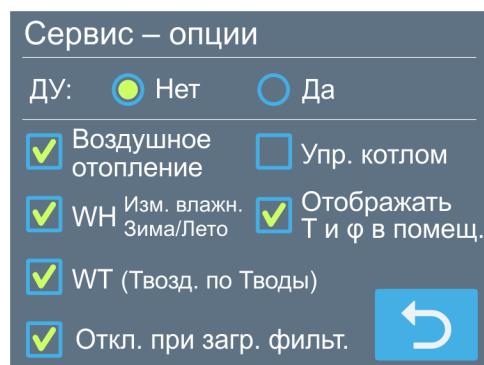 Сервис – опции
ДУ: Нет Да
Воздушное
отопление
Упр. котлом
WH Изм. влажн.
Зима/Лето
Отображать
Т и φ в помещ.
WT (Твозд. по Тводы)
Откл. при загр. фильт.